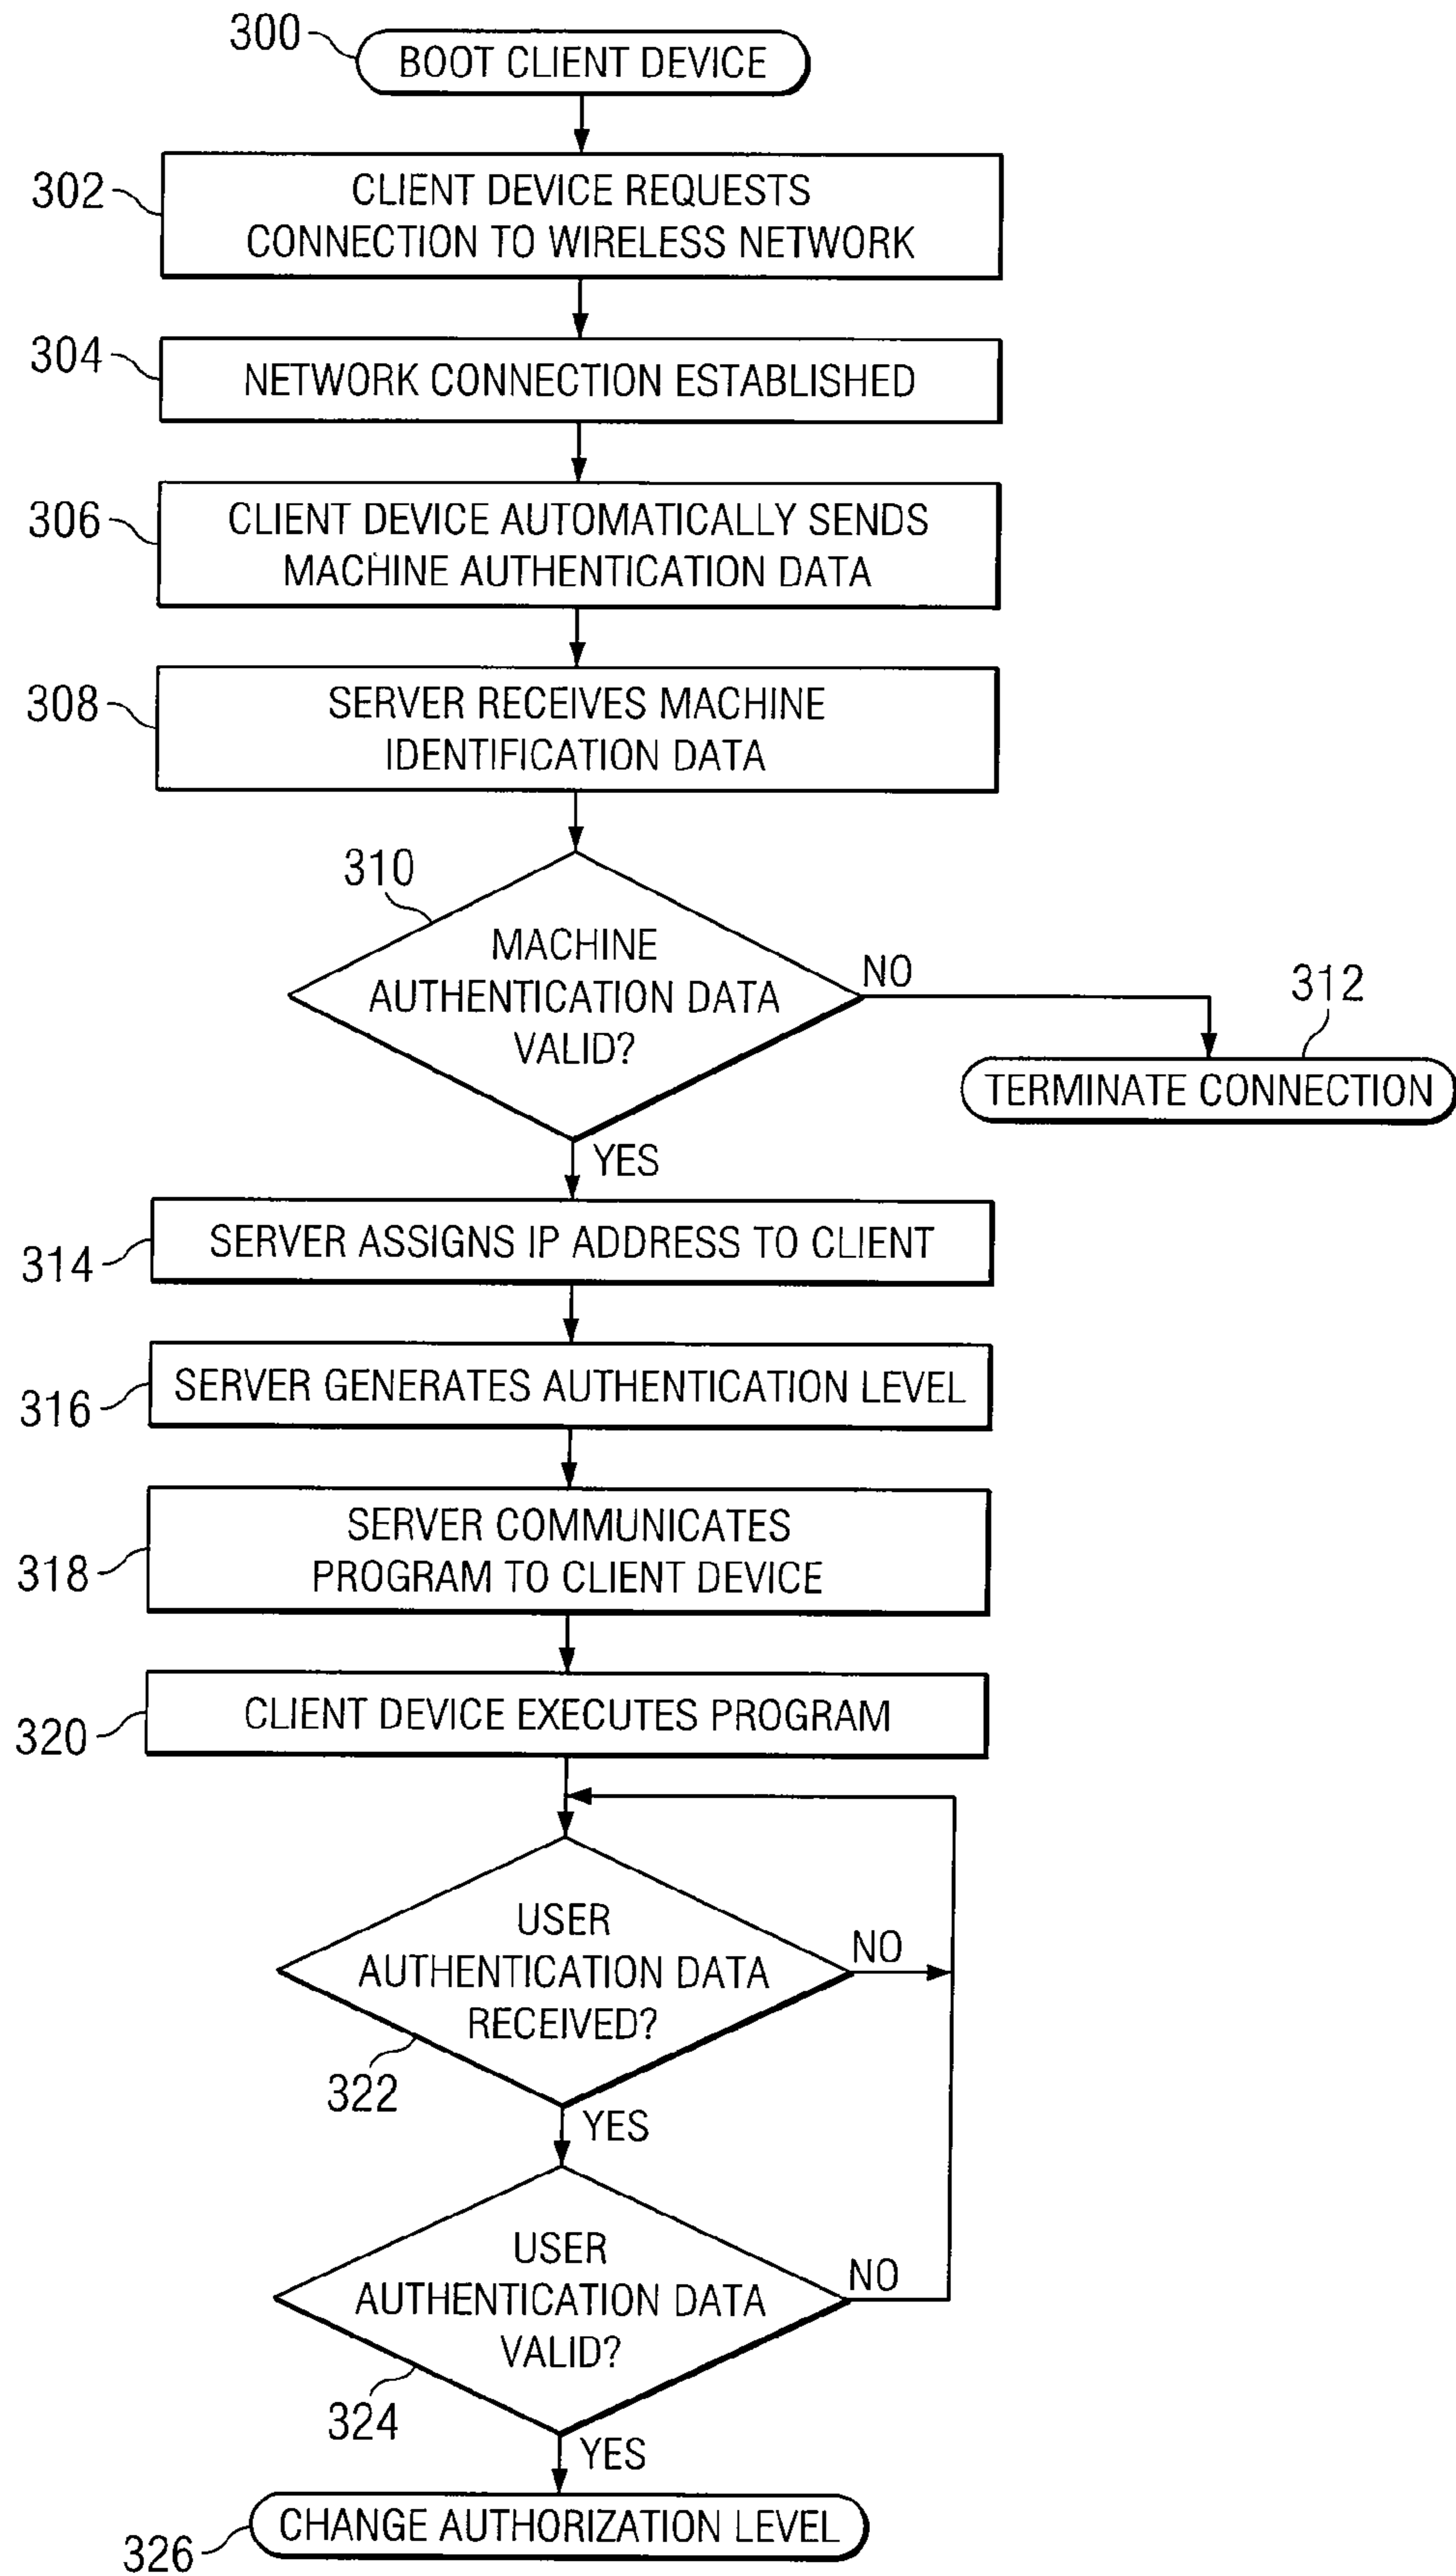 300
BOOT CLIENT DEVICE
302
CLIENT DEVICE REQUESTS
CONNECTION TO WIRELESS NETWORK
304
NETWORK CONNECTION ESTABLISHED
306
CLIENT DEVICE AUTOMATICALLY SENDS
MACHINE AUTHENTICATION DATA
308
SERVER RECEIVES MACHINE
IDENTIFICATION DATA
310
MACHINE
AUTHENTICATION DATA
VALID?
NO
312
TERMINATE CONNECTION
YES
314
SERVER ASSIGNS IP ADDRESS TO CLIENT
316
SERVER GENERATES AUTHENTICATION LEVEL
318
SERVER COMMUNICATES
PROGRAM TO CLIENT DEVICE
320
CLIENT DEVICE EXECUTES PROGRAM
USER
AUTHENTICATION DATA
RECEIVED?
NO
322
YES
USER
AUTHENTICATION DATA
VALID?
NO
324
YES
CHANGE AUTHORIZATION LEVEL
326